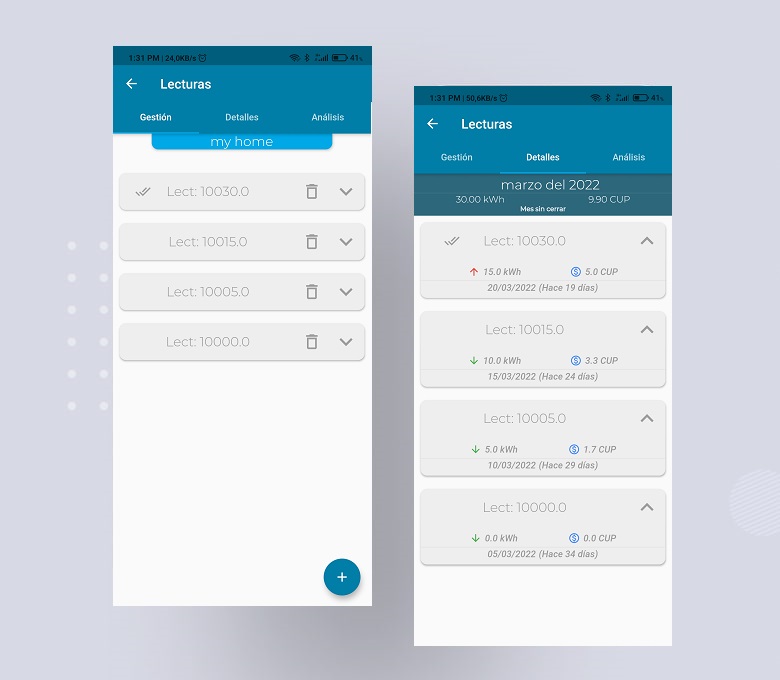 1:31 PM | 24,0KB/s
41
Lecturas
Gestión Detalles Análisis
my home
Lect: 10030.0
Lect: 10015.0
Lect: 10005.0
Lect: 10000.0
+
1:31 PM | 50,6KB/s
41
Lecturas
Gestión Detalles Análisis
marzo del 2022
30.00 kWh 9.90 CUP
Mes sin cerrar
Lect: 10030.0
15.0 kWh 5.0 CUP
20/03/2022 (Hace 19 días)
Lect: 10015.0
10.0 kWh 3.3 CUP
15/03/2022 (Hace 24 días)
Lect: 10005.0
5.0 kWh 1.7 CUP
10/03/2022 (Hace 29 días)
Lect: 10000.0
0.0 kWh 0.0 CUP
05/03/2022 (Hace 34 días)